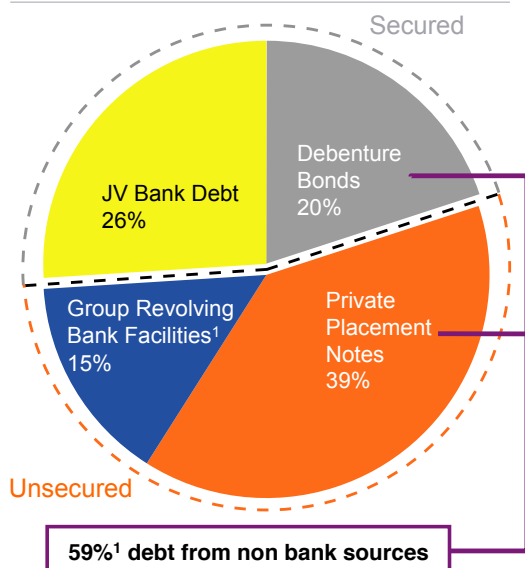 Secured
Debenture
Bonds
20%
JV Bank Debt
26%
Private
Placement
Notes
39%
Group Revolving
Bank Facilities¹
15%
Unsecured
59%¹ debt from non bank sources